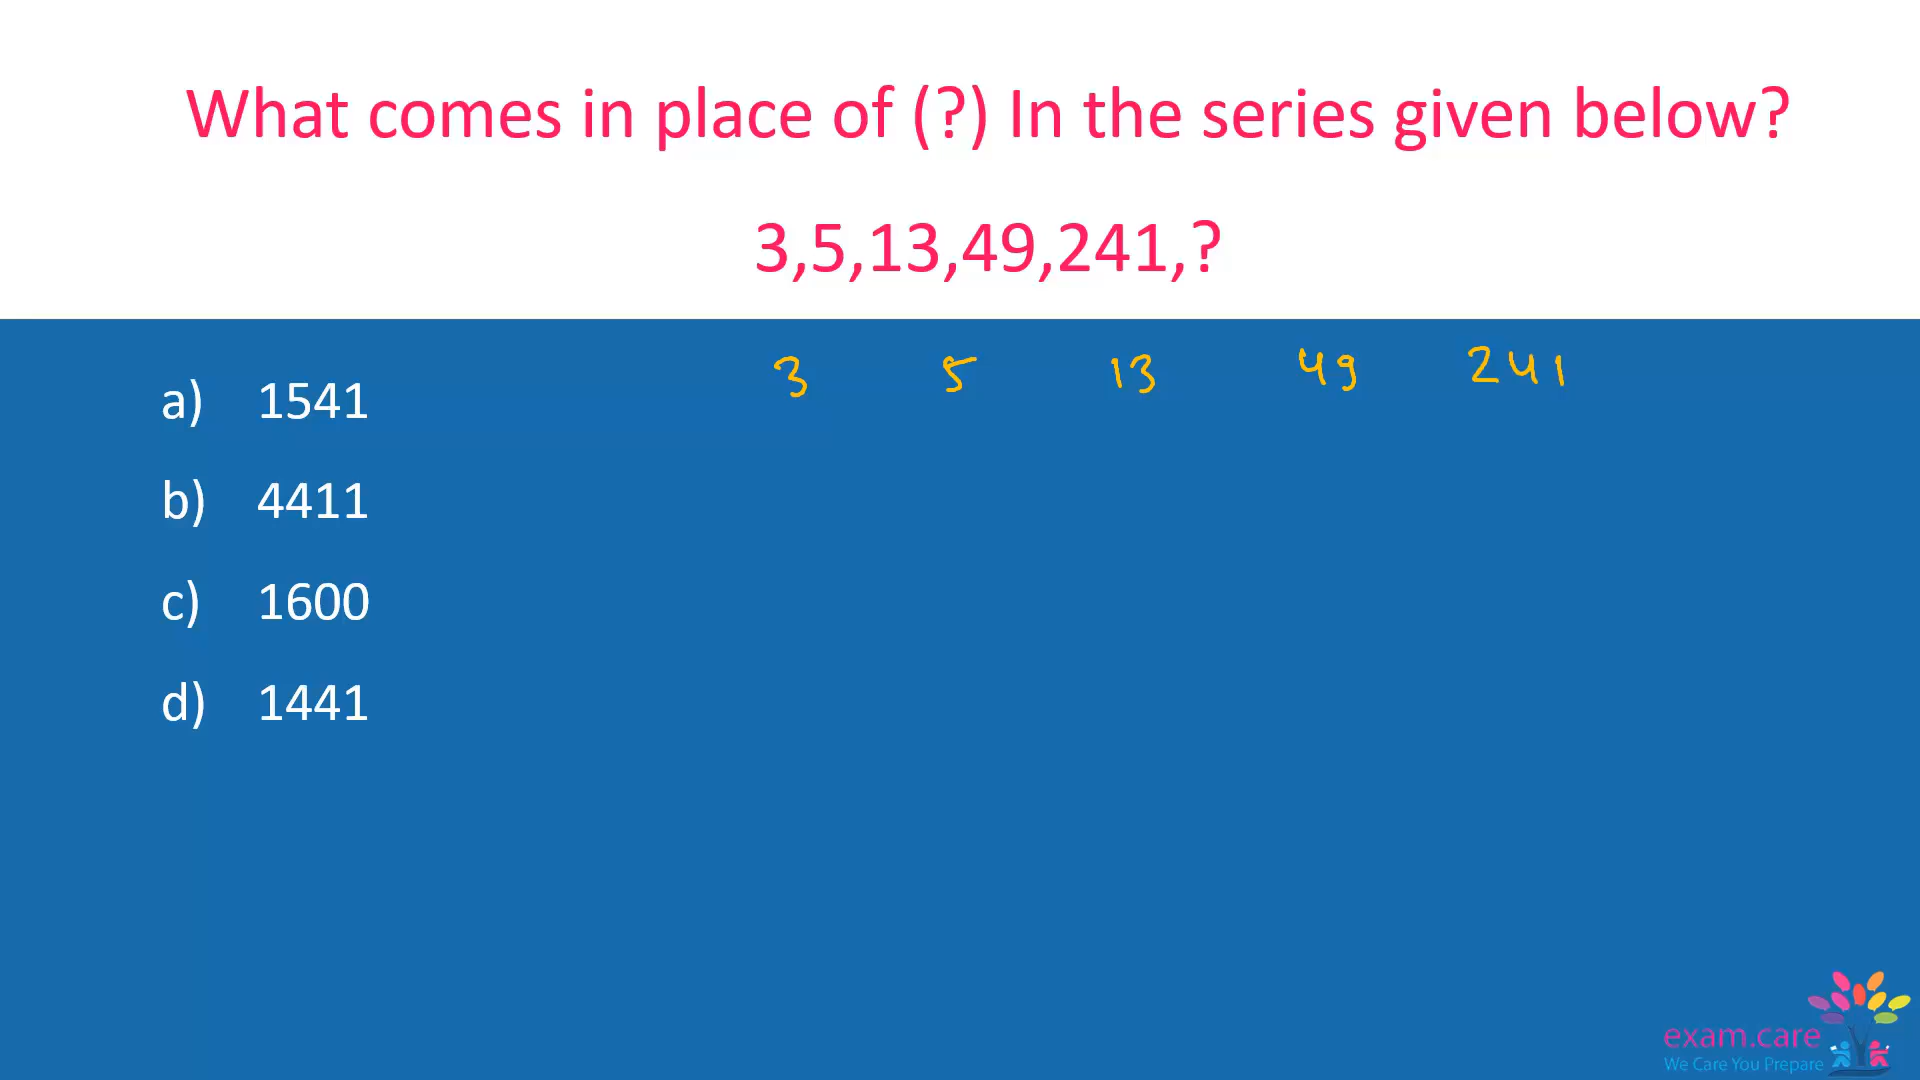 What comes in place of (?) In the series given below?
3,5,13,49,241,?
3 5 13 49 241
a) 1541
b) 4411
c) 1600
d) 1441
exam.care
We Care You Prepare